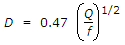 D = 0.47 (Q/f)^1/2